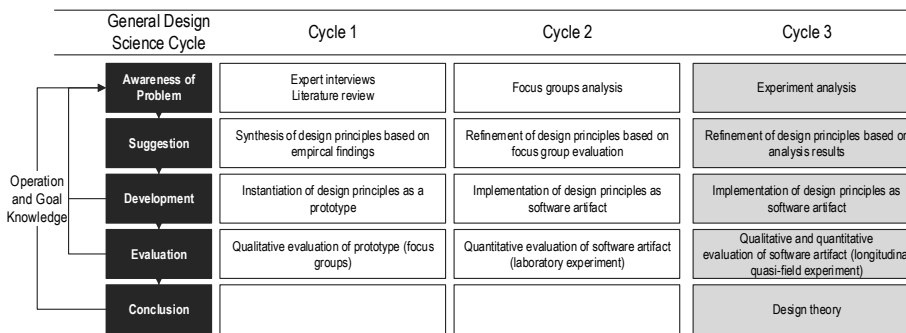 General Design
Science Cycle
Cycle 1
Cycle 2
Cycle 3
Awareness of
Problem
Expert interviews
Literature review
Focus groups analysis
Experiment analysis
Suggestion
Synthesis of design principles based on
empirical findings
Refinement of design principles based on
focus group evaluation
Refinement of design principles based on
analysis results
Operation
and Goal
Knowledge
Development
Instantiation of design principles as a
prototype
Implementation of design principles as
software artifact
Implementation of design principles as
software artifact
Evaluation
Qualitative evaluation of prototype (focus
groups)
Quantitative evaluation of software artifact
(laboratory experiment)
Qualitative and quantitative
evaluation of software artifact (longitudinal
quasi-field experiment)
Conclusion
Design theory